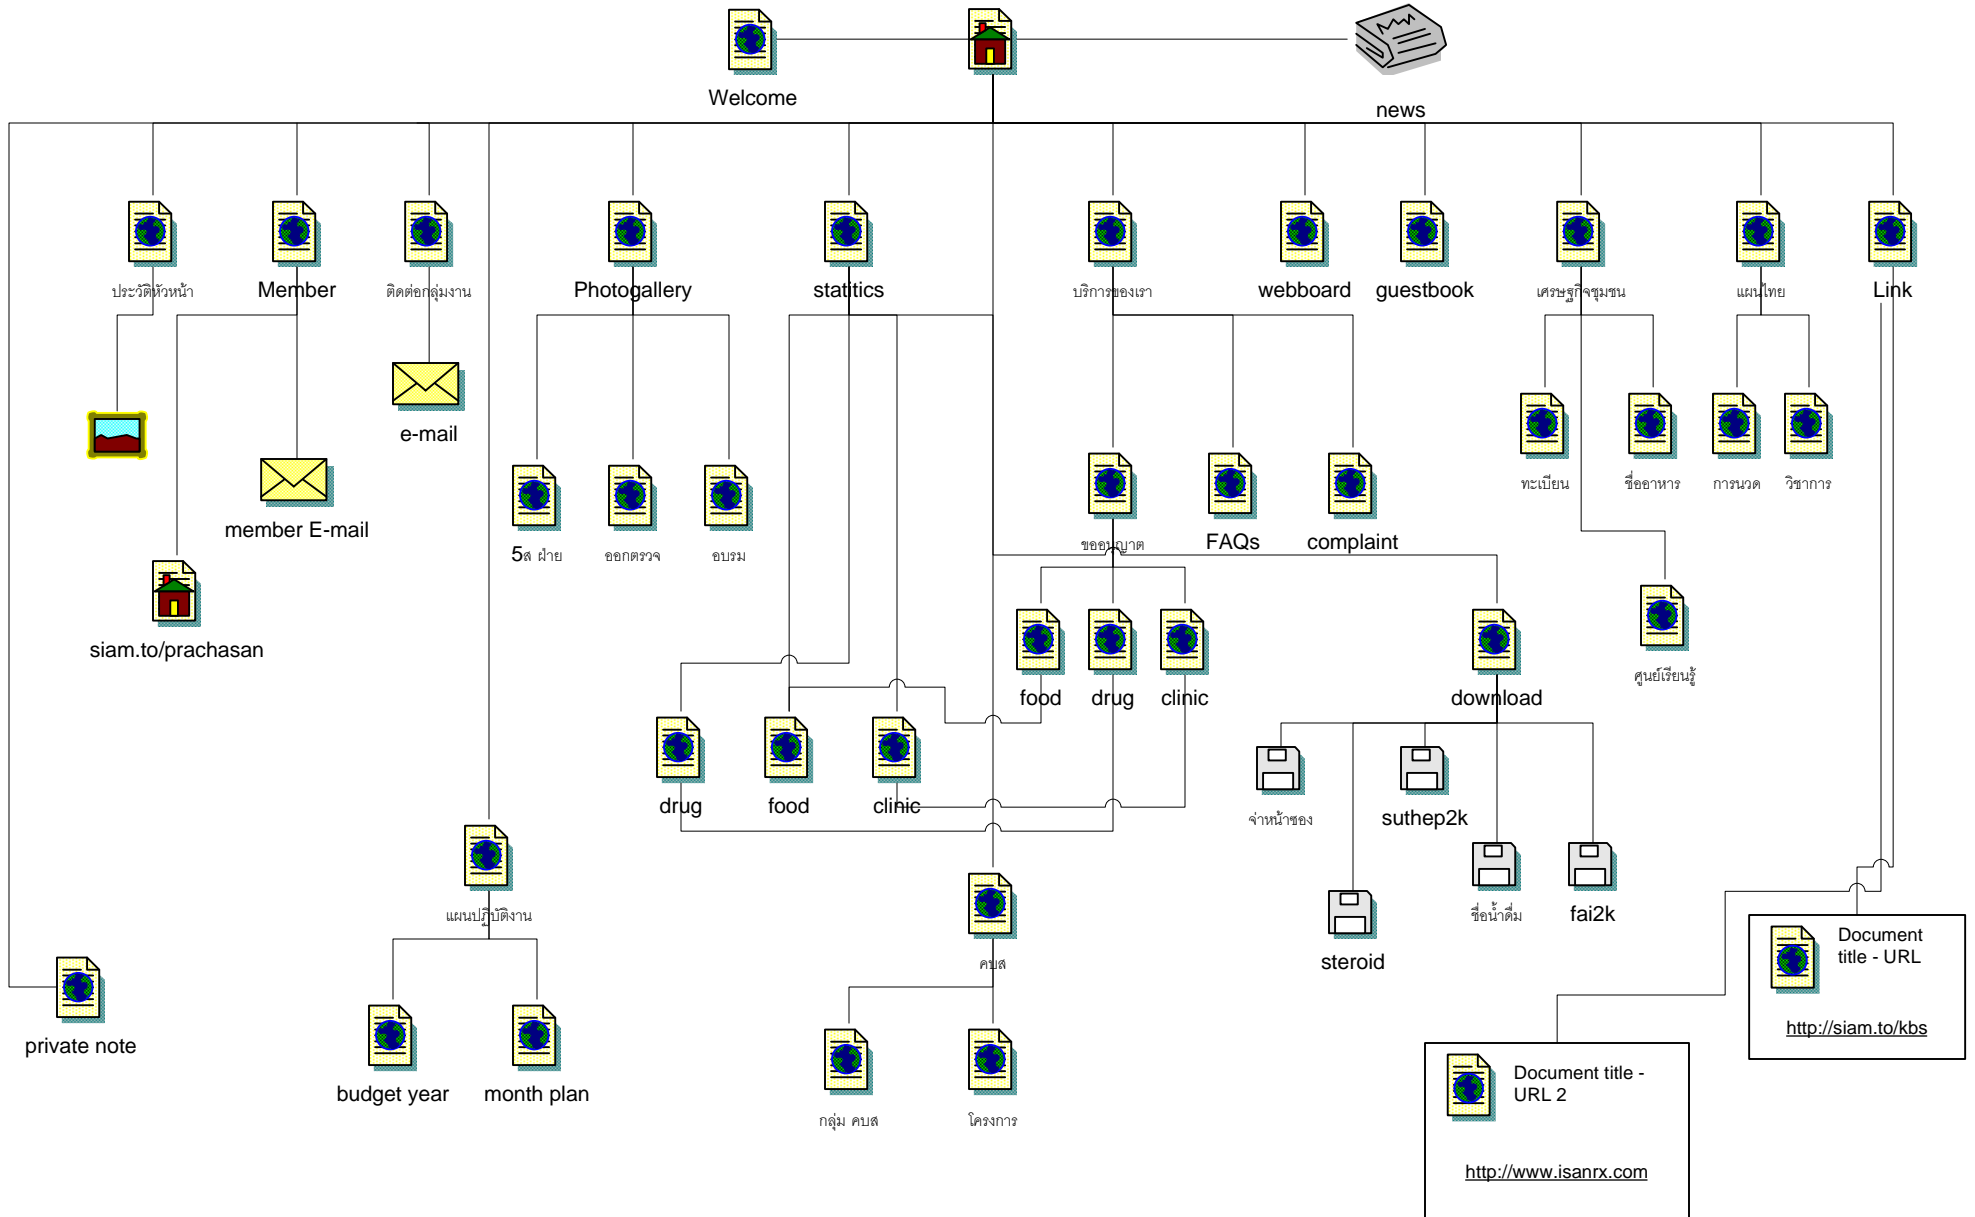 Welcome
news
ประวัติหัวหน้า
Member
ติดต่อกลุ่มงาน
Photogallery
statitics
บริการของเรา
webboard
guestbook
เศรษฐกิจชุมชน
แผนไทย
Link
e-mail
member E-mail
siam.to/prachasan
5ส ฝ่าย
ออกตรวจ
อบรม
ขออนุญาต
FAQs
complaint
ทะเบียน
ชื่ออาหาร
การนวด
วิชาการ
food
drug
clinic
download
ศูนย์เรียนรู้
drug
food
clinic
จ่าหน้าซอง
suthep2k
แผนปฏิบัติงาน
คบส
steroid
ชื่อน้ำดื่ม
fai2k
Document
title - URL
http://siam.to/kbs
private note
budget year
month plan
กลุ่ม คบส
โครงการ
Document title -
URL 2
http://www.isanrx.com